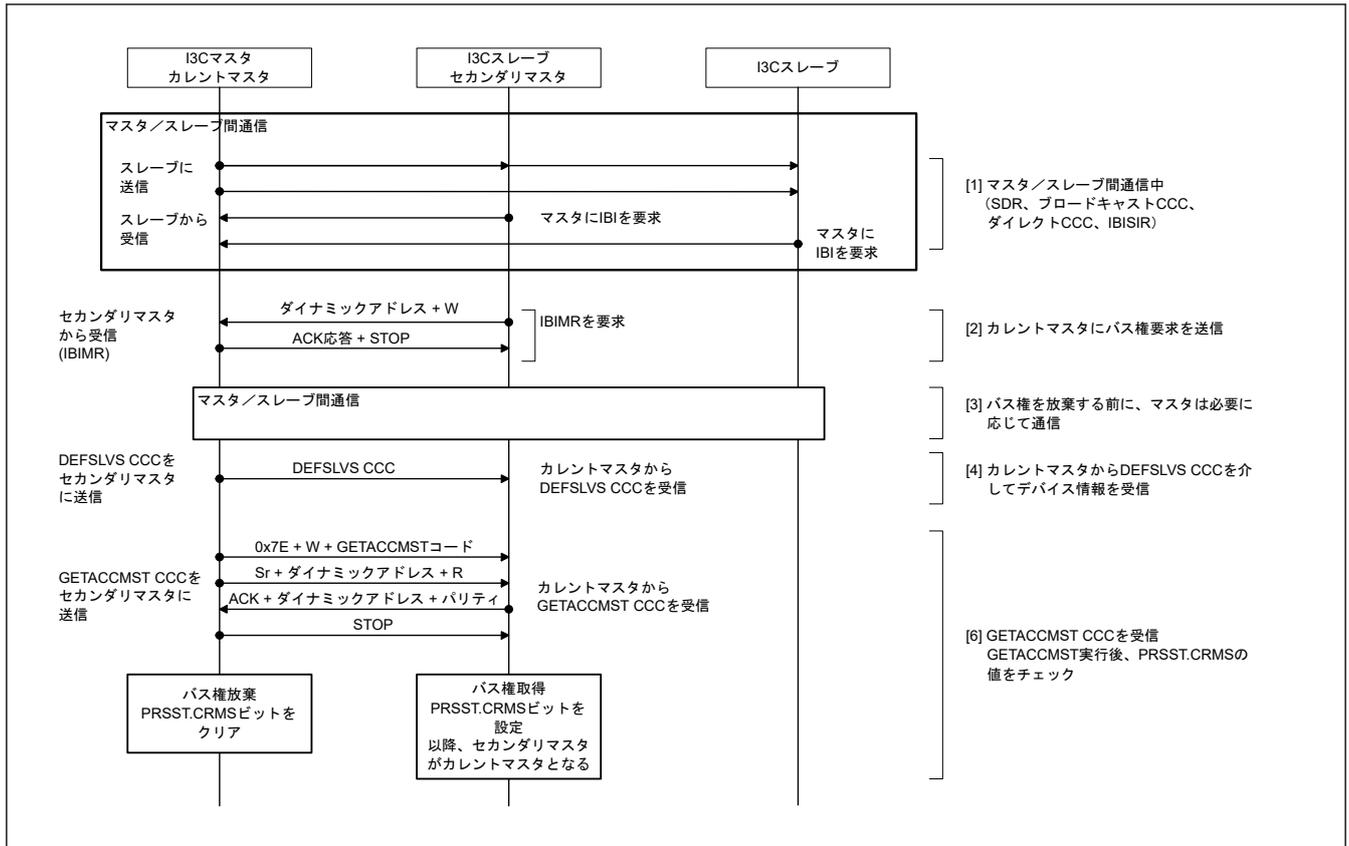 I3Cマスタ
カレントマスタ
I3Cスレーブ
セカンダリマスタ
I3Cスレーブ
マスタ／スレーブ間通信
スレーブに
送信
スレーブから
受信
マスタにIBIを要求
マスタに
IBIを要求
[1] マスタ／スレーブ間通信中
（SDR、ブロードキャストCCC、
ダイレクトCCC、IBISIR）
セカンダリマスタ
から受信
(IBIMR)
ダイナミックアドレス + W
ACK応答 + STOP
IBIMRを要求
[2] カレントマスタにバス権要求を送信
マスタ／スレーブ間通信
[3] バス権を放棄する前に、マスタは必要に
応じて通信
DEFSLVS CCCを
セカンダリマスタ
に送信
DEFSLVS CCC
カレントマスタから
DEFSLVS CCCを受信
[4] カレントマスタからDEFSLVS CCCを介
してデバイス情報を受信
GETACCMST CCCを
セカンダリマスタに
送信
0x7E + W + GETACCMSTコード
Sr + ダイナミックアドレス + R
ACK + ダイナミックアドレス + パリティ
STOP
カレントマスタから
GETACCMST CCCを受信
[6] GETACCMST CCCを受信
GETACCMST実行後、PRSST.CRMSの
値をチェック
バス権放棄
PRSST.CRMSビットを
クリア
バス権取得
PRSST.CRMSビットを
設定
以降、セカンダリマスタ
がカレントマスタとなる